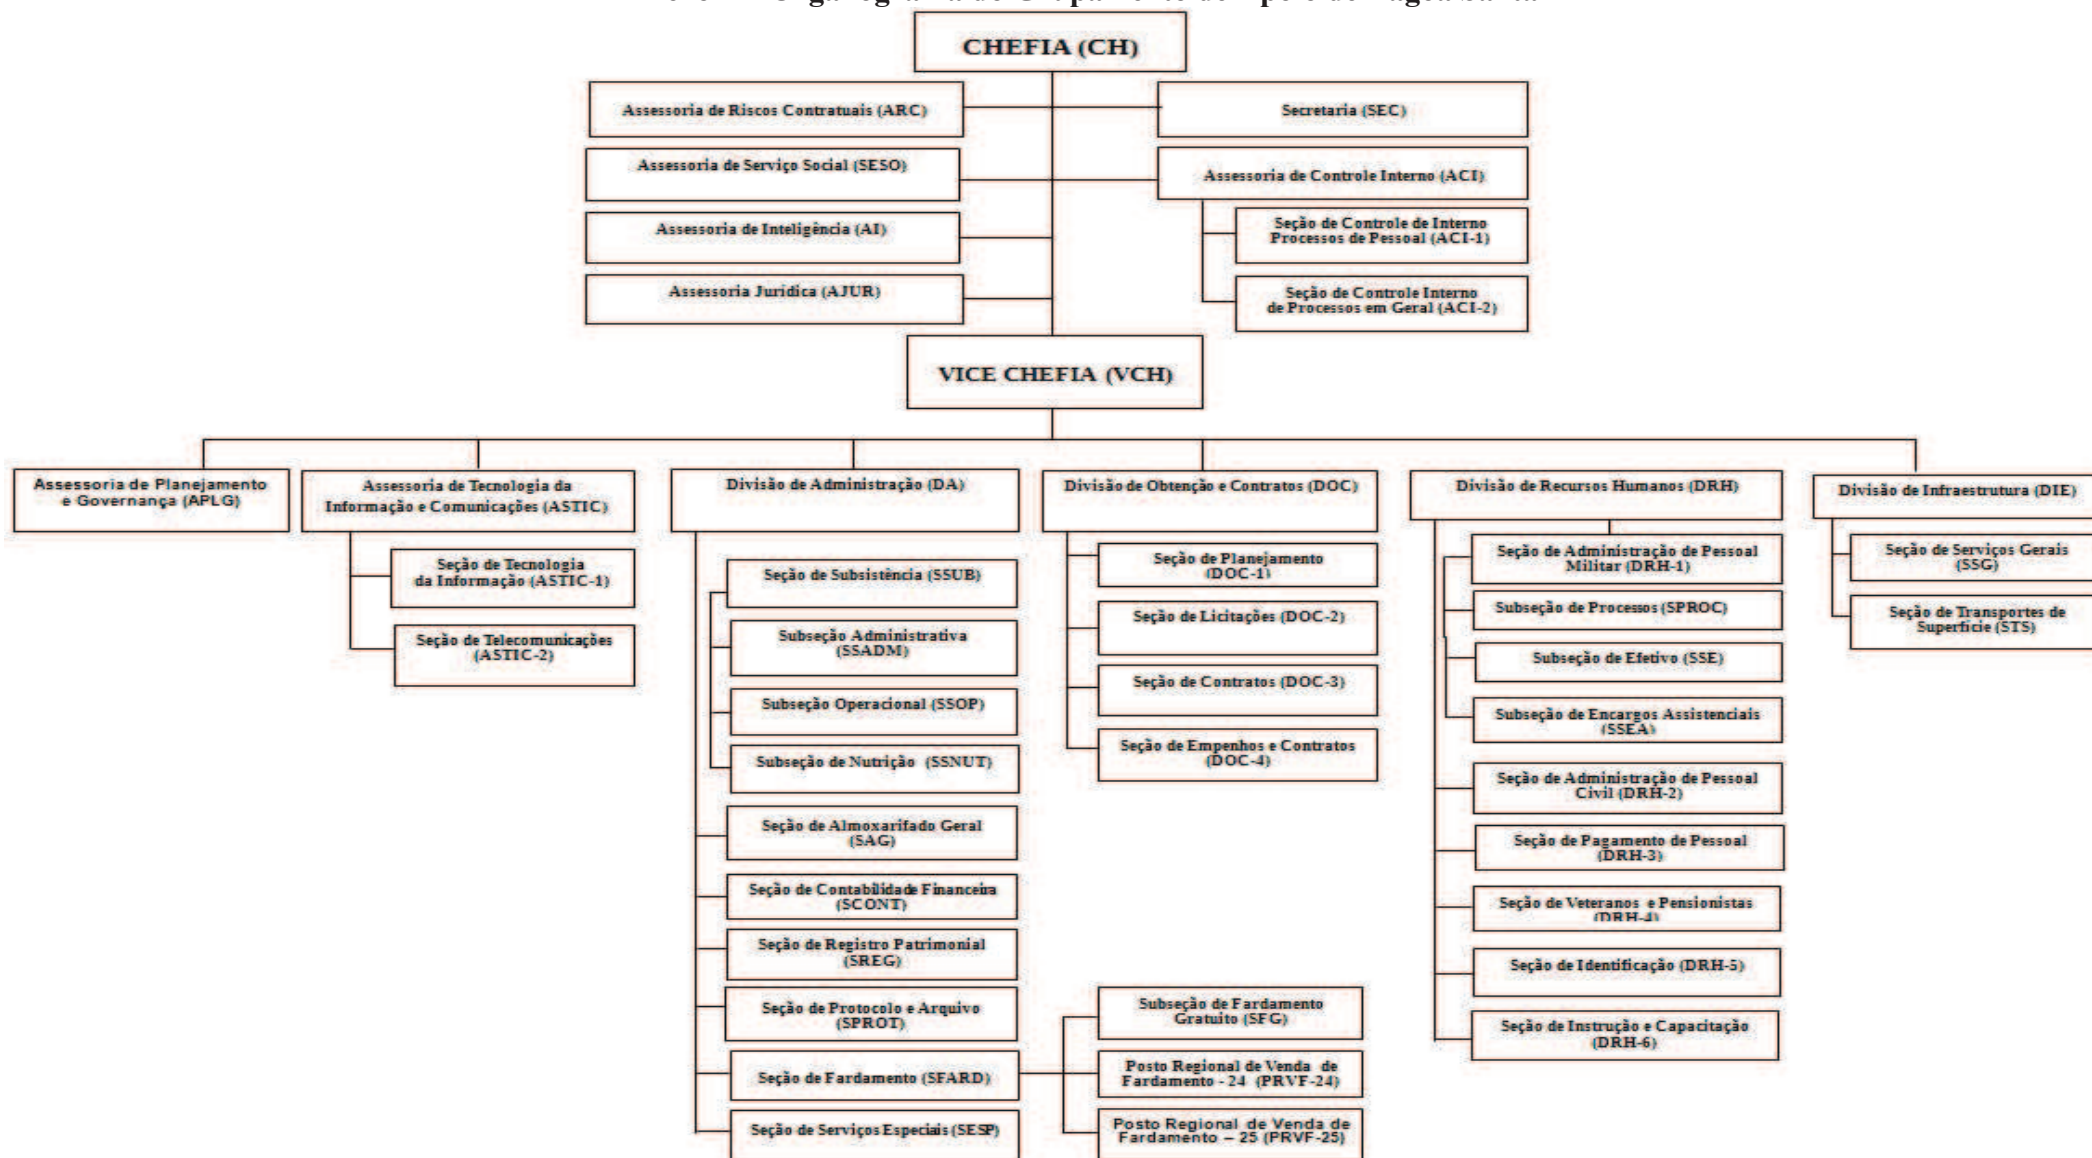 CHEFIA (CH)
Assessoria de Riscos Contratuais (ARC)
Secretaria (SEC)
Assessoria de Serviço Social (SESO)
Assessoria de Controle Interno (ACI)
Seção de Controle de Interno
Processos de Pessoal (ACI-1)
Assessoria de Inteligência (AI)
Assessoria Jurídica (AJUR)
Seção de Controle Interno
de Processos em Geral (ACI-2)
VICE CHEFIA (VCH)
Assessoria de Planejamento
e Governança (APLG)
Assessoria de Tecnologia da
Informação e Comunicações (ASTIC)
Seção de Tecnologia
da Informação (ASTIC-1)
Seção de Telecomunicações
(ASTIC-2)
Divisão de Administração (DA)
Seção de Subsistência (SSUB)
Subseção Administrativa
(SSADM)
Subseção Operacional (SSOP)
Subseção de Nutrição (SSNUT)
Seção de Almoxarifado Geral
(SAG)
Seção de Contabilidade Financeira
(SCONT)
Seção de Registro Patrimonial
(SREG)
Seção de Protocolo e Arquivo
(SPROT)
Seção de Fardamento (SFARD)
Subseção de Fardamento
Gratuito (SFG)
Posto Regional de Venda de
Fardamento - 24 (PRVF-24)
Posto Regional de Venda de
Fardamento – 25 (PRVF-25)
Seção de Serviços Especiais (SESP)
Divisão de Obtenção e Contratos (DOC)
Seção de Planejamento
(DOC-1)
Seção de Licitações (DOC-2)
Seção de Contratos (DOC-3)
Seção de Empenhos e Contratos
(DOC-4)
Divisão de Recursos Humanos (DRH)
Seção de Administração de Pessoal
Militar (DRH-1)
Subseção de Processos (SPROC)
Subseção de Efetivo (SSE)
Subseção de Encargos Assistenciais
(SSEA)
Seção de Administração de Pessoal
Civil (DRH-2)
Seção de Pagamento de Pessoal
(DRH-3)
Seção de Veteranos e Pensionistas
(DRH-4)
Seção de Identificação (DRH-5)
Seção de Instrução e Capacitação
(DRH-6)
Divisão de Infraestrutura (DIE)
Seção de Serviços Gerais
(SSG)
Seção de Transportes de
Superfície (STS)